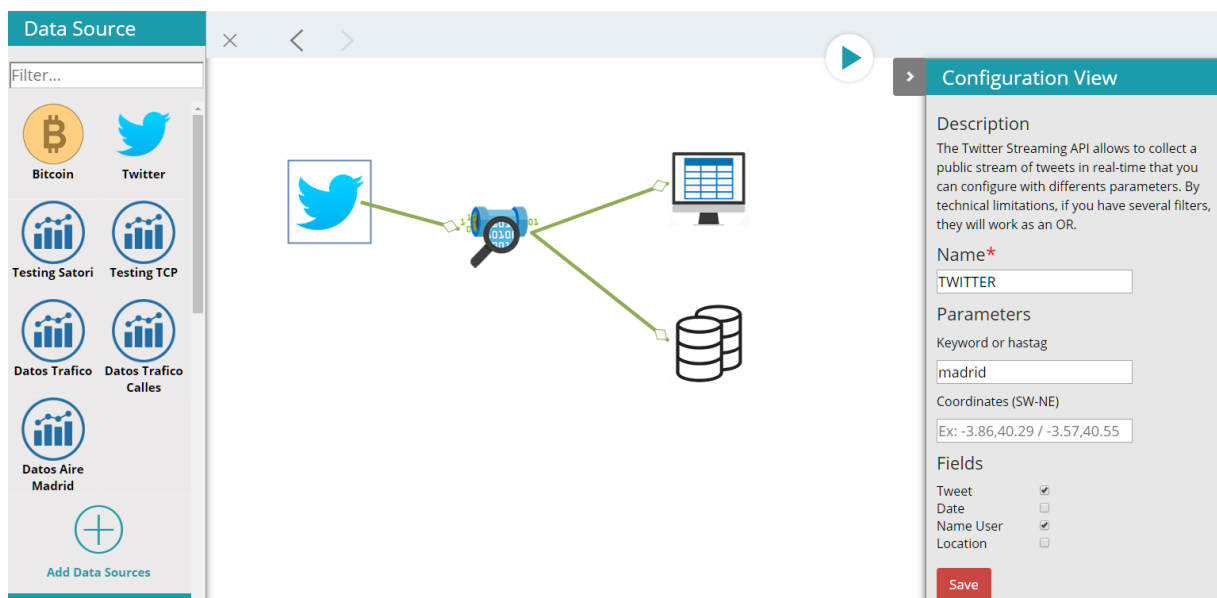 Data Source
Filter...
Bitcoin
Twitter
Testing Satori
Testing TCP
Datos Trafico
Datos Trafico
Calles
Datos Aire
Madrid
Add Data Sources
Configuration View
Description
The Twitter Streaming API allows to collect a
public stream of tweets in real-time that you
can configure with differents parameters. By
technical limitations, if you have several filters,
they will work as an OR.
Name*
TWITTER
Parameters
Keyword or hastag
madrid
Coordinates (SW-NE)
Ex: -3.86,40.29 / -3.57,40.55
Fields
Tweet
Date
Name User
Location
Save